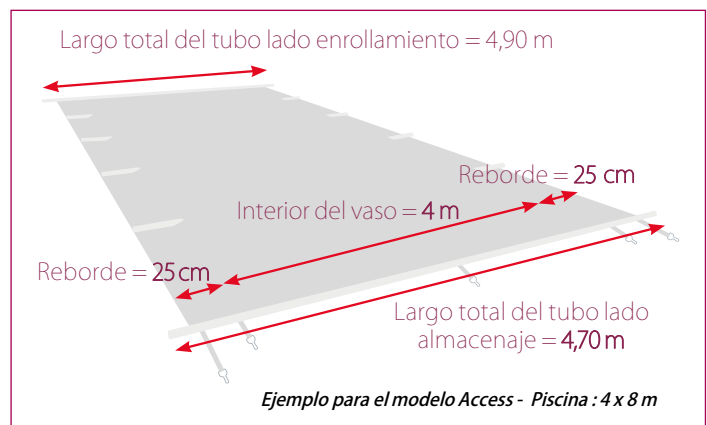 Largo total del tubo lado enrollamiento = 4,90 m
Reborde = 25 cm
Interior del vaso = 4 m
Reborde = 25 cm
Largo total del tubo lado
almacenaje = 4,70 m
Ejemplo para el modelo Access - Piscina : 4 x 8 m